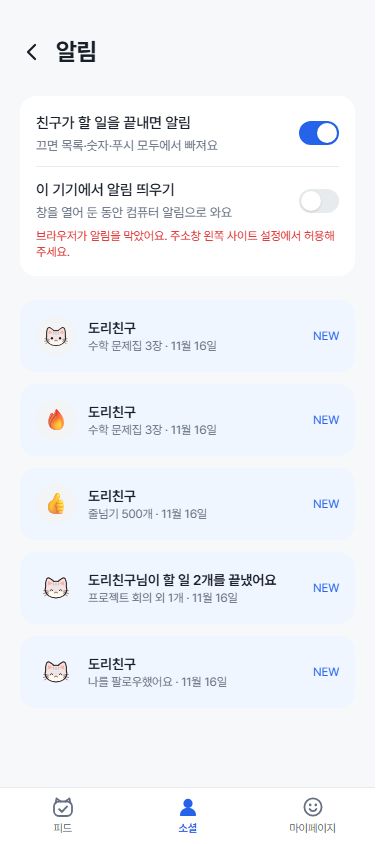 알림
친구가 할 일을 끝내면 알림
끄면 목록·숫자·푸시 모두에서 빠져요
이 기기에서 알림 띄우기
창을 열어 둔 동안 컴퓨터 알림으로 와요
브라우저가 알림을 막았어요. 주소창 왼쪽 사이트 설정에서 허용해
주세요.
도리친구
수학 문제집 3장 · 11월 16일
NEW
도리친구
수학 문제집 3장 · 11월 16일
NEW
도리친구
줄넘기 500개 · 11월 16일
NEW
도리친구님이 할 일 2개를 끝냈어요
프로젝트 회의 외 1개 · 11월 16일
NEW
도리친구
나를 팔로우했어요 · 11월 16일
NEW
피드
소셜
마이페이지